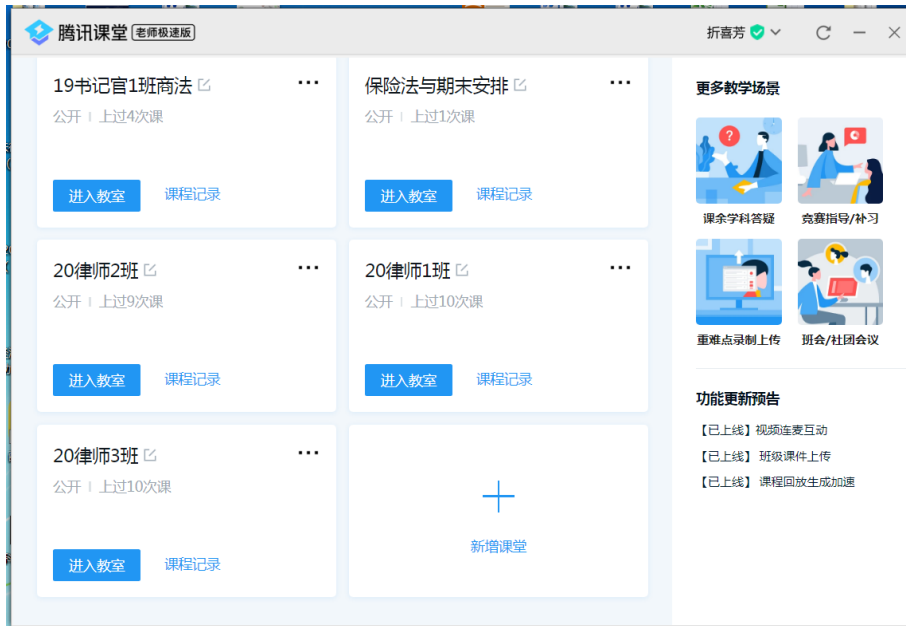 腾讯课堂 老师极速版
折喜芳
19书记官1班商法
公开 | 上过4次课
进入教室 课程记录
保险法与期末安排
公开 | 上过1次课
进入教室 课程记录
20律师2班
公开 | 上过9次课
进入教室 课程记录
20律师1班
公开 | 上过10次课
进入教室 课程记录
20律师3班
公开 | 上过10次课
进入教室 课程记录
新增课堂
更多教学场景
课余学科答疑
竞赛指导/补习
重难点录制上传
班会/社团会议
功能更新预告
【已上线】视频连麦互动
【已上线】 班级课件上传
【已上线】 课程回放生成加速